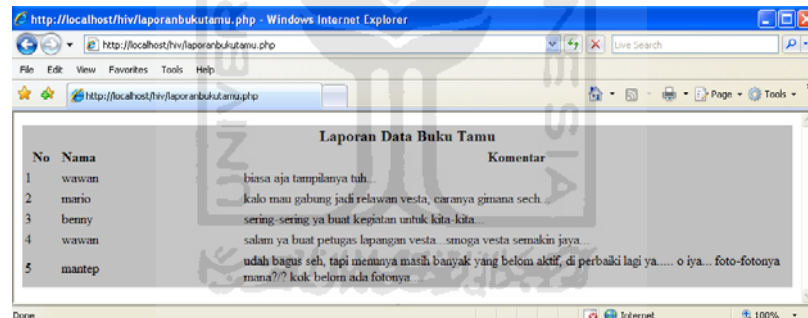 http://localhost/hiv/laporanbukutamu.php - Windows Internet Explorer
http://localhost/hiv/laporanbukutamu.php Live Search
File Edit View Favorites Tools Help
http://localhost/hiv/laporanbukutamu.php Page Tools
Laporan Data Buku Tamu
No Nama Komentar
1 wawan biasa aja tampilanya tuh...
2 mario kalo mau gabung jadi relawan vesta, caranya gimana sech...
3 benny sering-sering ya buat kegiatan untuk kita-kita...
4 wawan salam ya buat petugas lapangan vesta...smoga vesta semakin jaya...
5 mantep udah bagus seh, tapi menunya masih banyak yang belom aktif, di perbaiki lagi ya..... o iya... foto-fotonya
mana?/? kok belom ada fotonya
Done Internet 100%